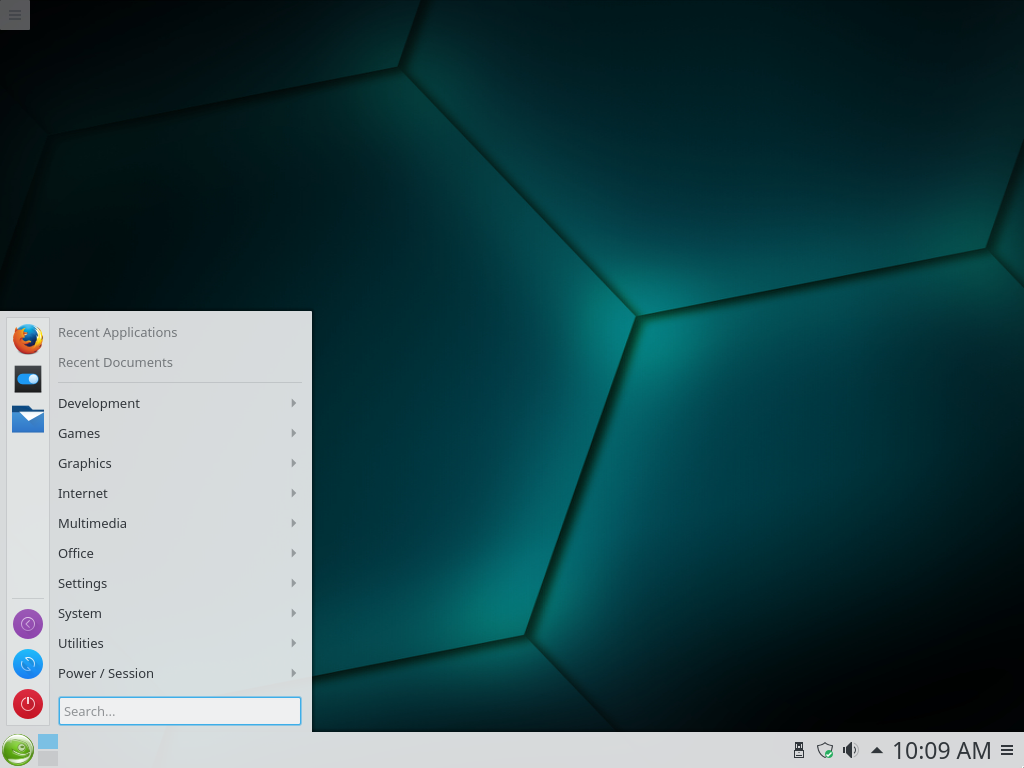 Recent Applications
Recent Documents
Development
Games
Graphics
Internet
Multimedia
Office
Settings
System
Utilities
Power / Session
Search...
10:09 AM